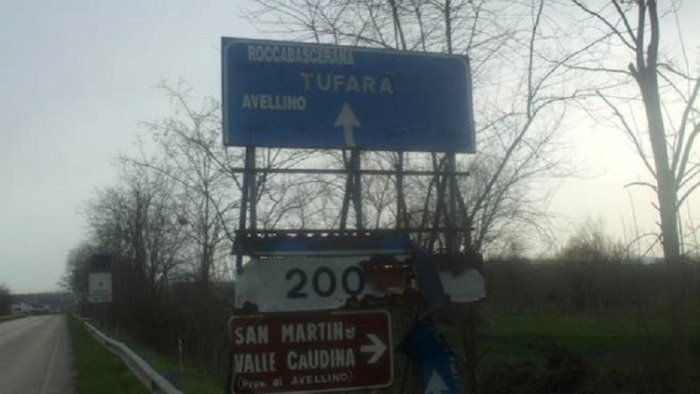 ROCCABASCERANA
TUFARA
AVELLINO
200
SAN MARTINO
VALLE CAUDINA
(Prov. di AVELLINO)